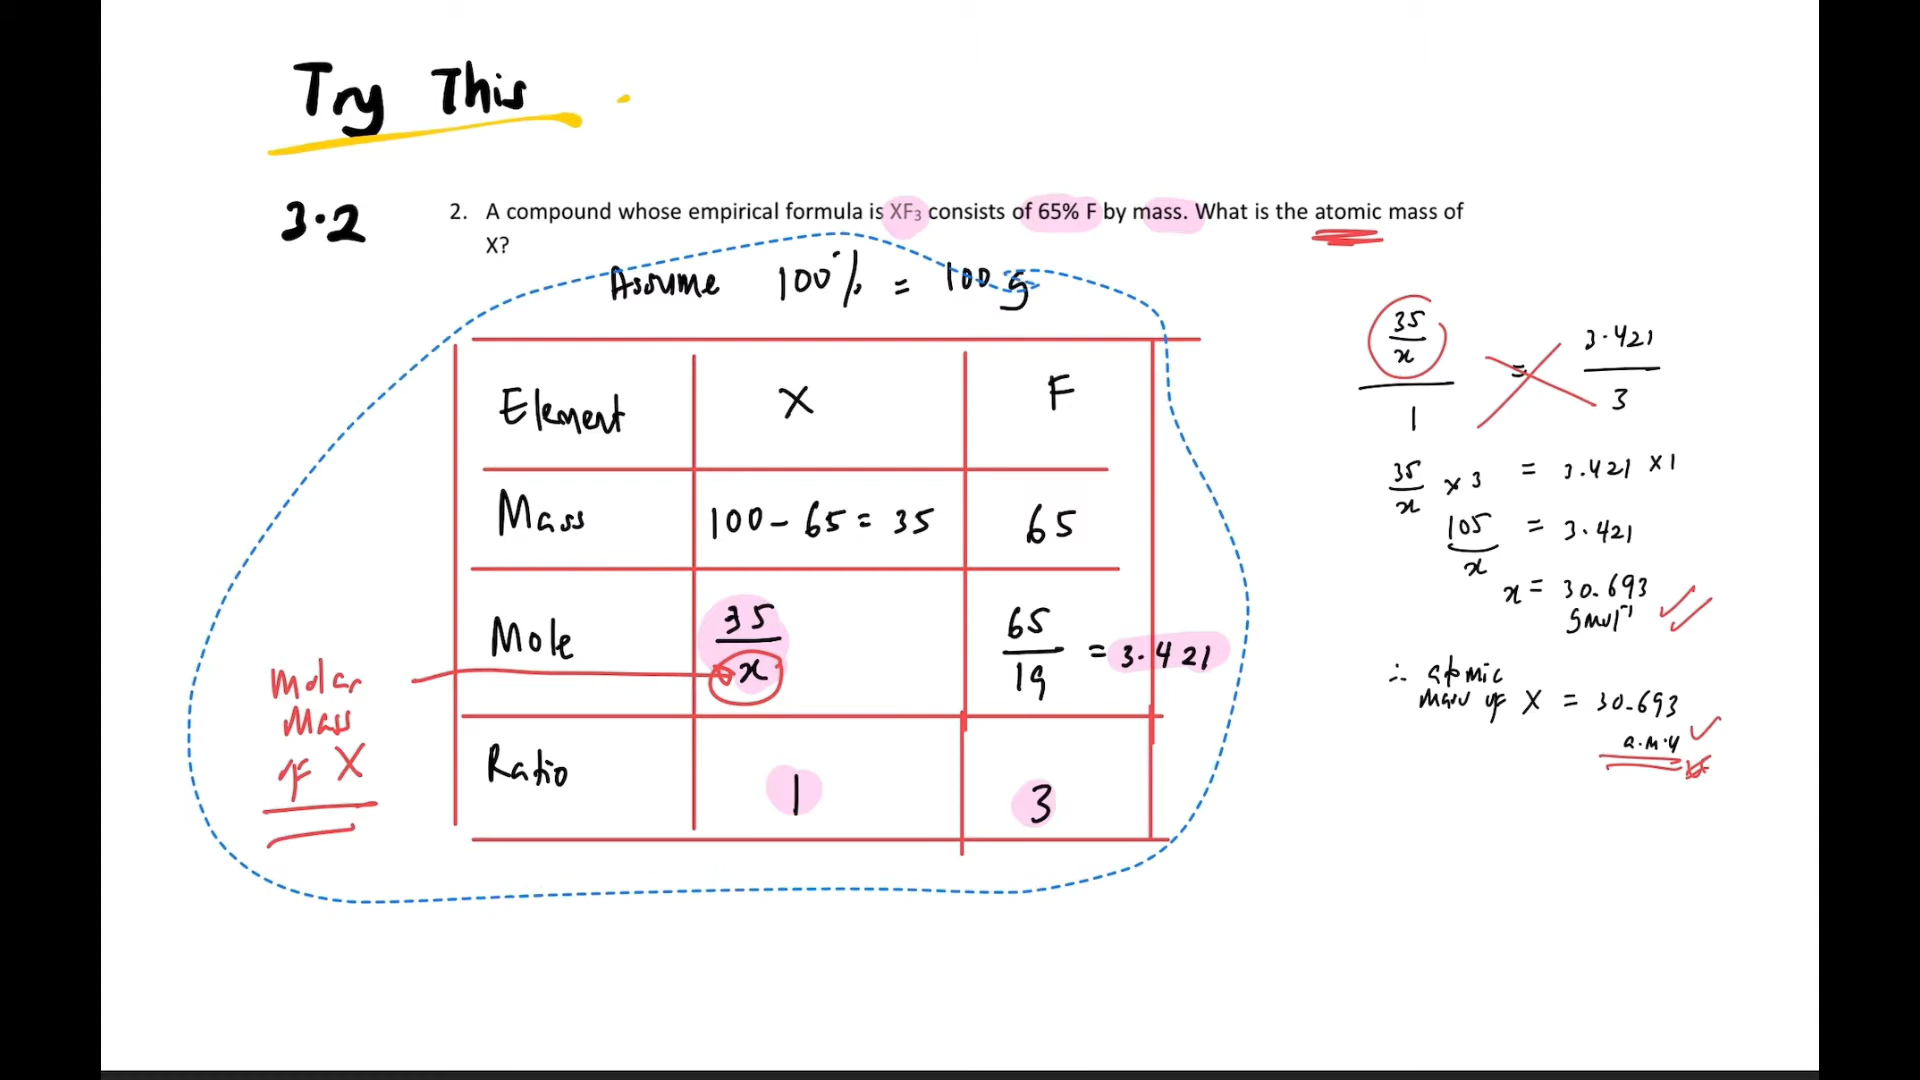 Try This
3.2
2. A compound whose empirical formula is XF₃ consists of 65% F by mass. What is the atomic mass of
X?
Assume 100% = 100g
Element X F
Mass 100 - 65 = 35 65
Mole 35/x 65/19 = 3.421
Ratio 1 3
Molar
Mass
of X
35/x / 1 = 3.421 / 3
35/x × 3 = 3.421 × 1
105/x = 3.421
x = 30.693
gmol⁻¹
∴ atomic
mass of X = 30.693
a.m.u